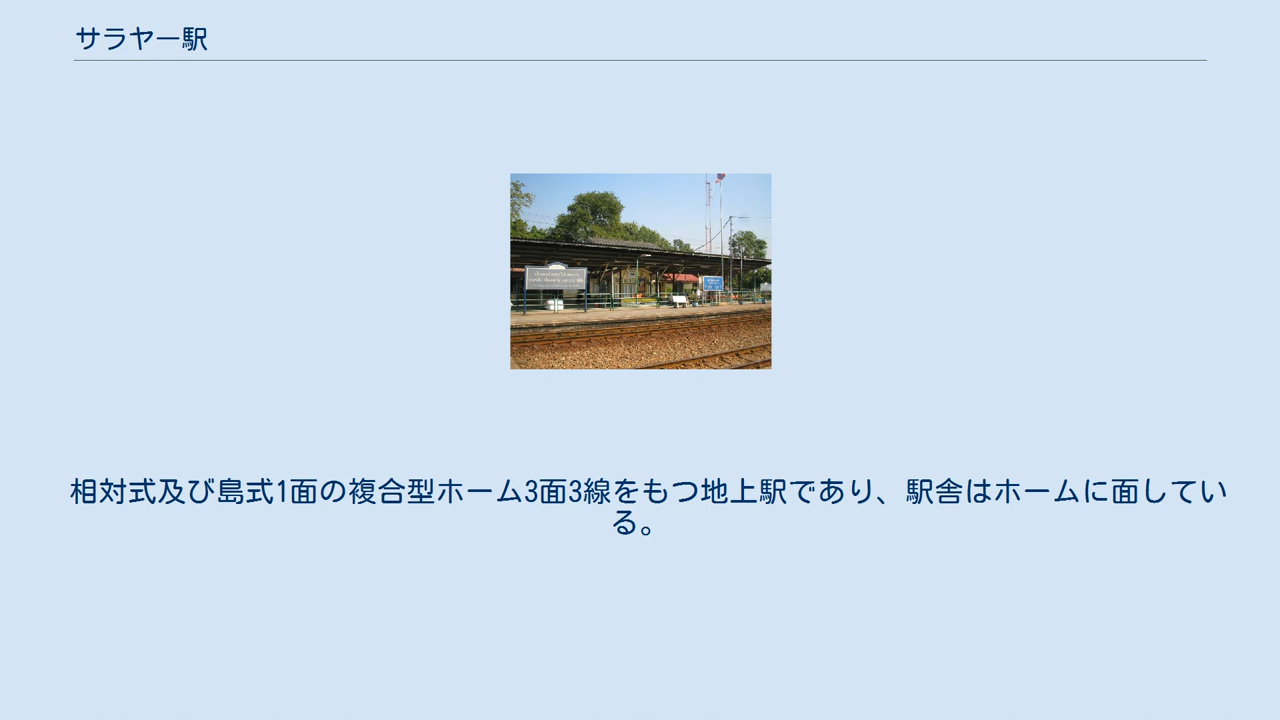 サラヤー駅
相対式及び島式1面の複合型ホーム3面3線をもつ地上駅であり、駅舎はホームに面してい
る。